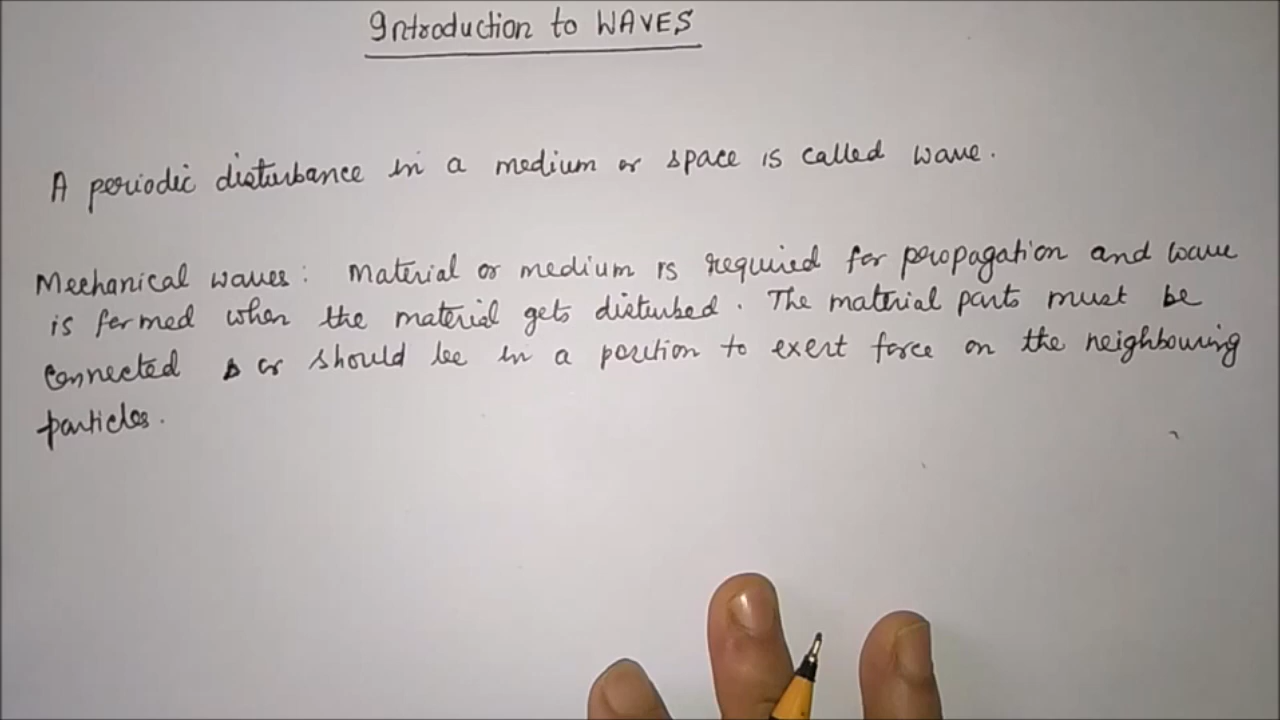 Introduction to WAVES
A periodic disturbance in a medium or space is called wave.
Mechanical waves: Material or medium is required for propagation and wave
is formed when the material gets disturbed. The material parts must be
connected or should be in a position to exert force on the neighbouring
particles.